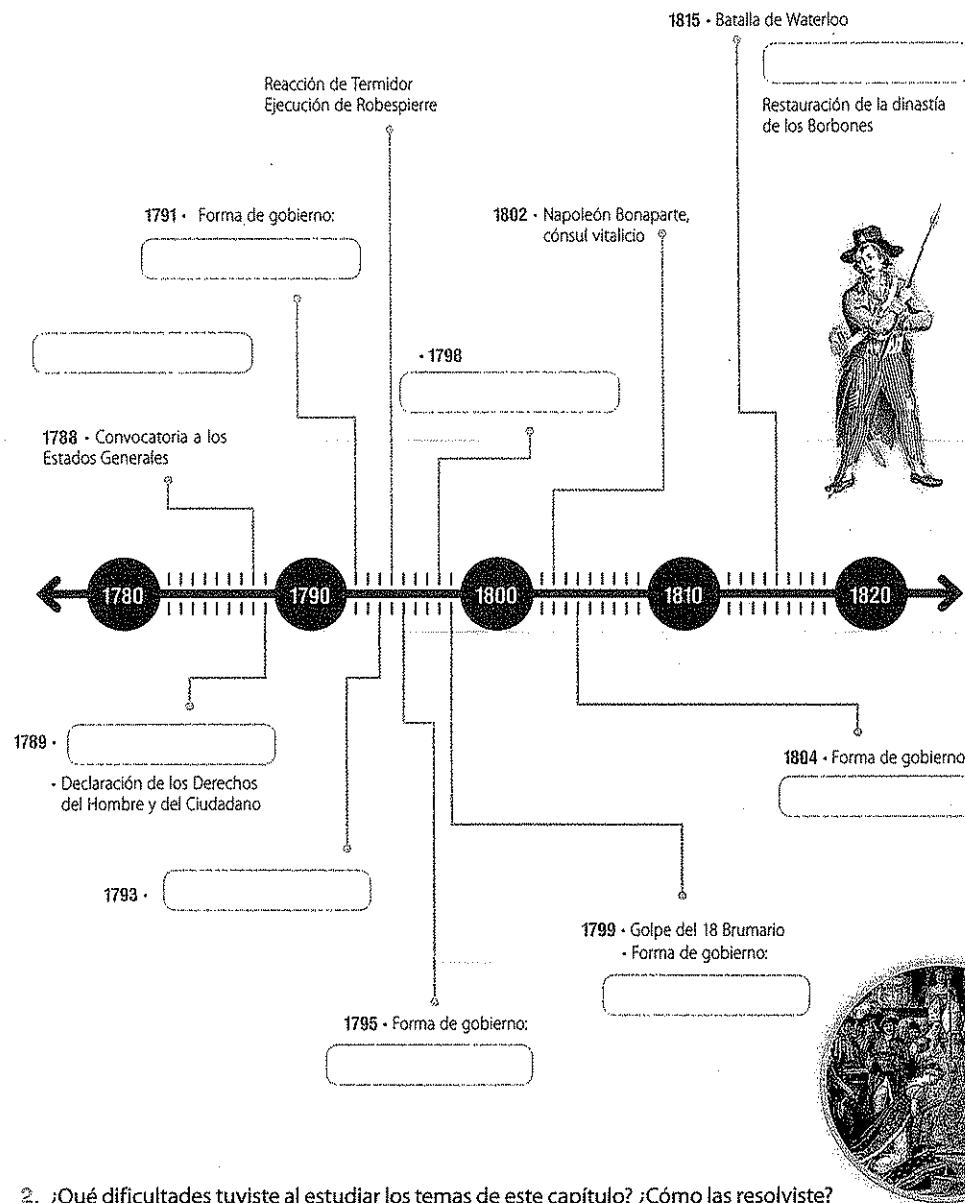 1815 • Batalla de Waterloo
Restauración de la dinastía
de los Borbones
Reacción de Termidor
Ejecución de Robespierre
1791 • Forma de gobierno:
1802 • Napoleón Bonaparte,
cónsul vitalicio
• 1798
1788 • Convocatoria a los
Estados Generales
1780
1790
1800
1810
1820
1789 •
• Declaración de los Derechos
del Hombre y del Ciudadano
1804 • Forma de gobierno
1793 •
1799 • Golpe del 18 Brumario
• Forma de gobierno:
1795 • Forma de gobierno:
2. ¿Qué dificultades tuviste al estudiar los temas de este capítulo? ¿Cómo las resolviste?